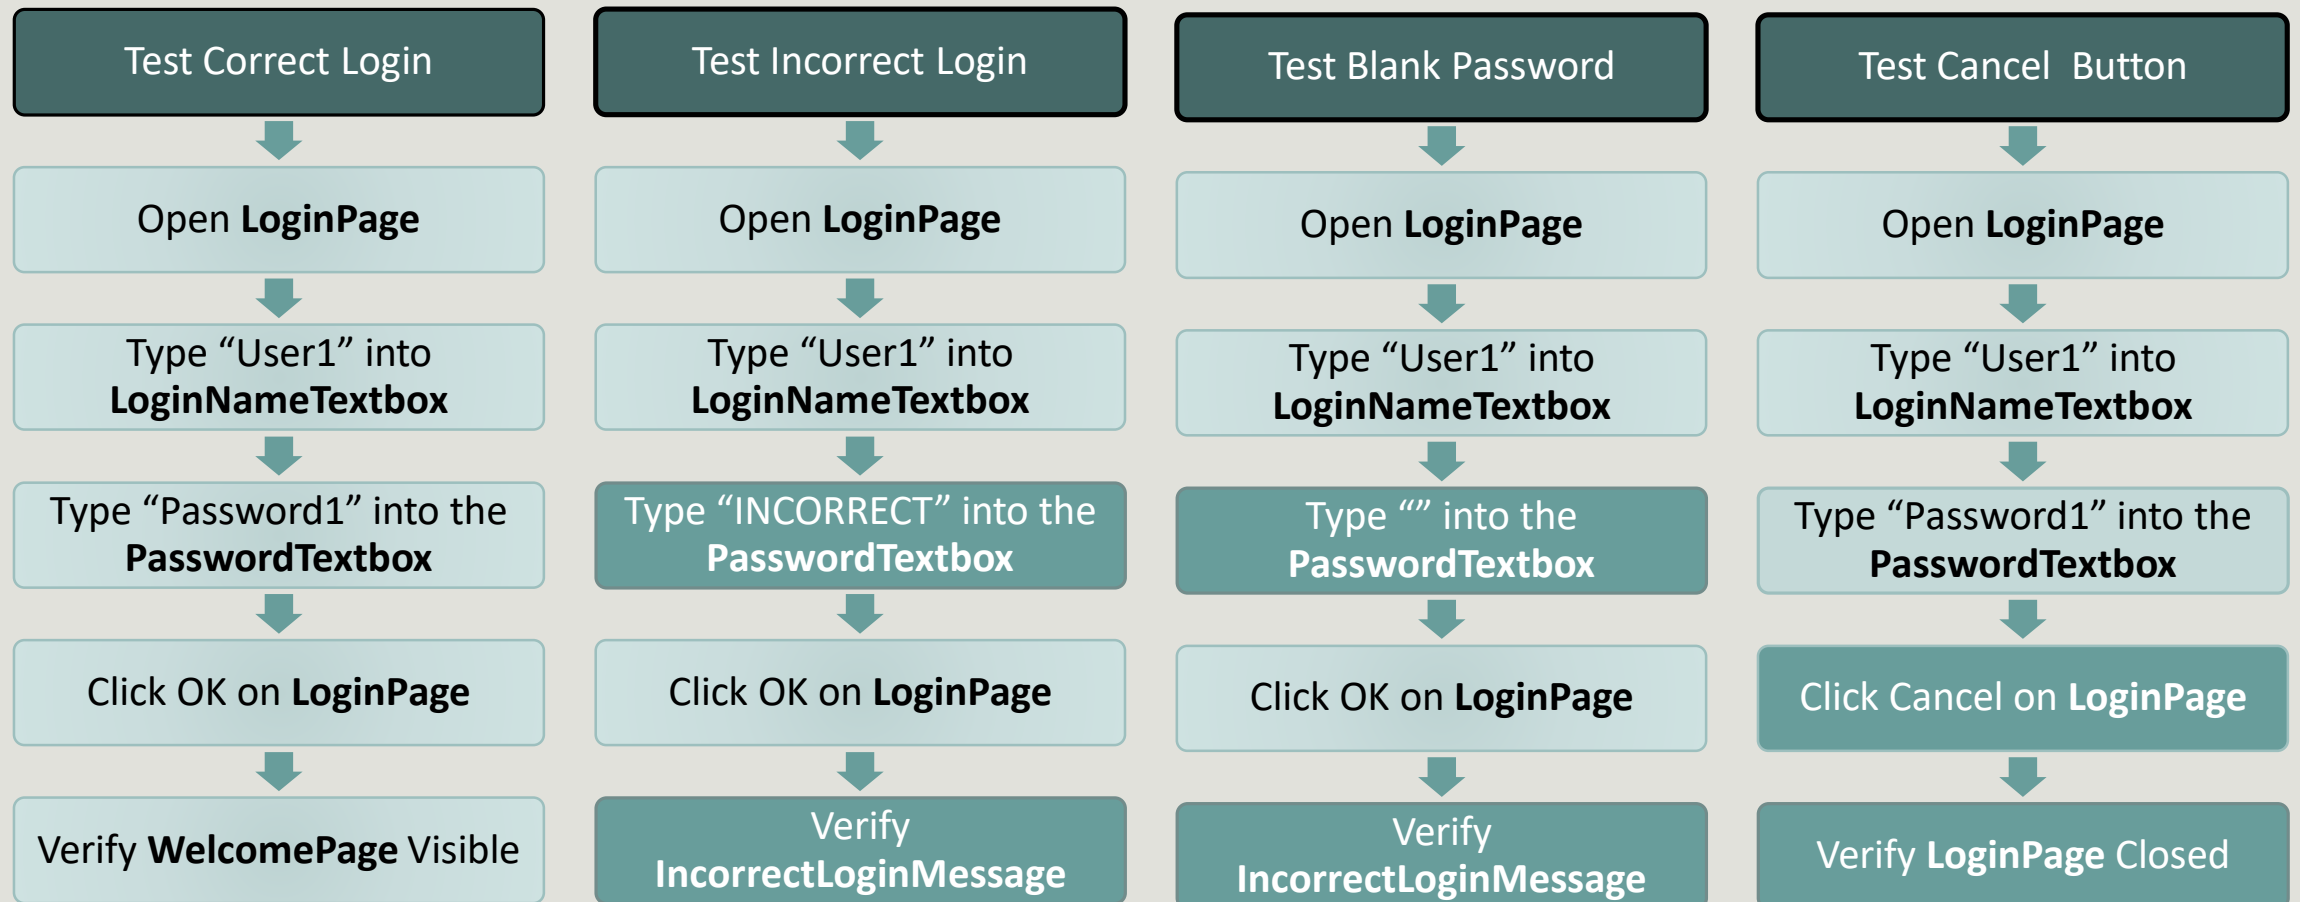 Test Correct Login
Open LoginPage
Type “User1” into
LoginNameTextbox
Type “Password1” into the
PasswordTextbox
Click OK on LoginPage
Verify WelcomePage Visible
Test Incorrect Login
Open LoginPage
Type “User1” into
LoginNameTextbox
Type “INCORRECT” into the
PasswordTextbox
Click OK on LoginPage
Verify
IncorrectLoginMessage
Test Blank Password
Open LoginPage
Type “User1” into
LoginNameTextbox
Type “” into the
PasswordTextbox
Click OK on LoginPage
Verify
IncorrectLoginMessage
Test Cancel  Button
Open LoginPage
Type “User1” into
LoginNameTextbox
Type “Password1” into the
PasswordTextbox
Click Cancel on LoginPage
Verify LoginPage Closed